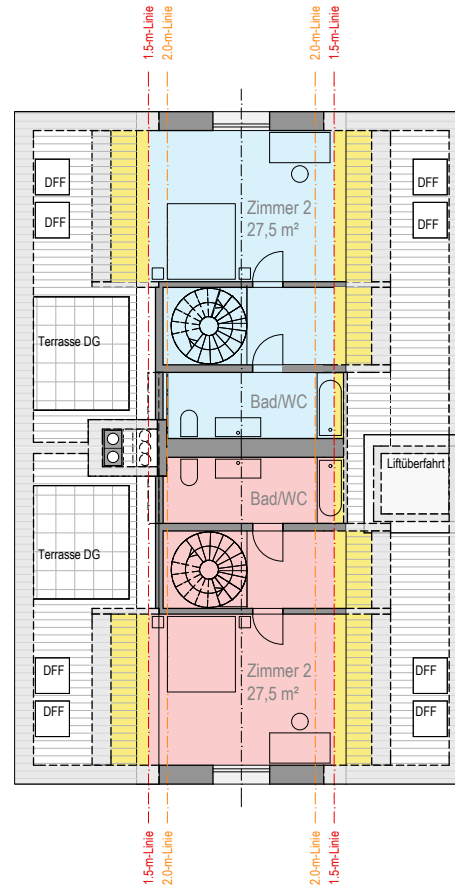 1.5-m-Linie
2.0-m-Linie
2.0-m-Linie
1.5-m-Linie
DFF
DFF
DFF
DFF
Zimmer 2
27,5 m²
Terrasse DG
Bad/WC
Liftüberfahrt
Bad/WC
Terrasse DG
DFF
DFF
Zimmer 2
27,5 m²
DFF
DFF
1.5-m-Linie
2.0-m-Linie
2.0-m-Linie
1.5-m-Linie